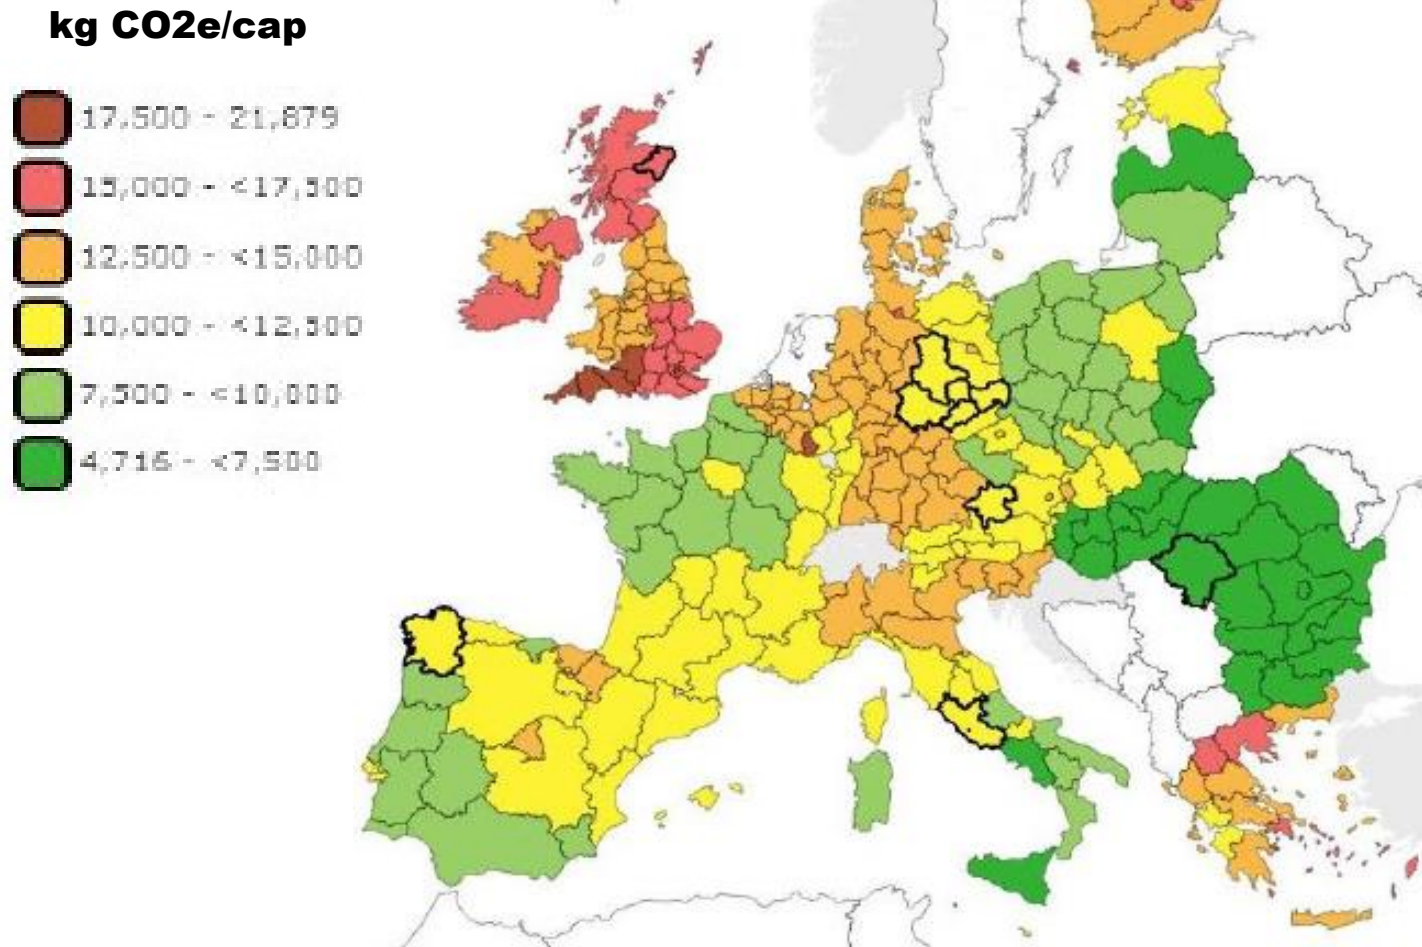 kg CO2e/cap
17,500 - 21,879
15,000 - <17,500
12,500 - <15,000
10,000 - <12,500
7,500 - <10,000
4,716 - <7,500